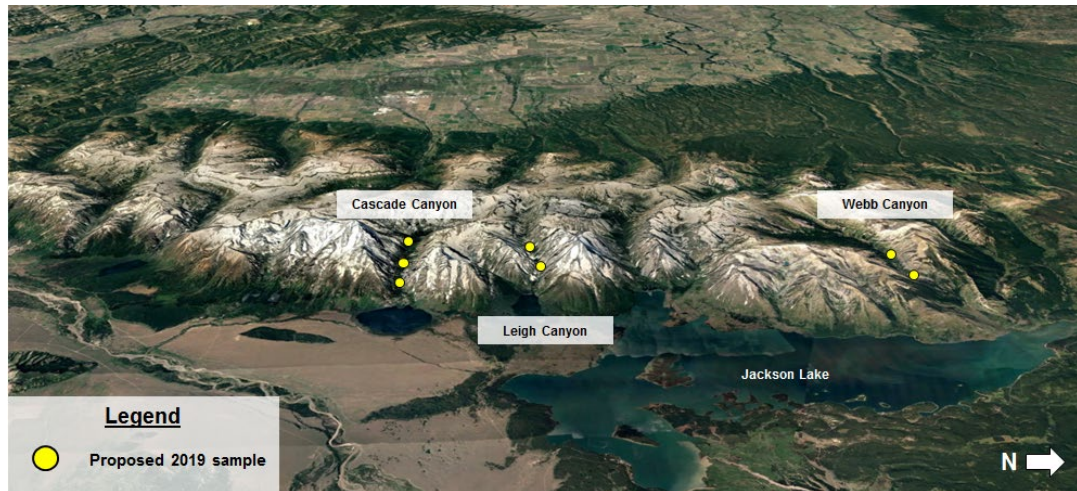 Cascade Canyon
Webb Canyon
Leigh Canyon
Jackson Lake
Legend
Proposed 2019 sample
N